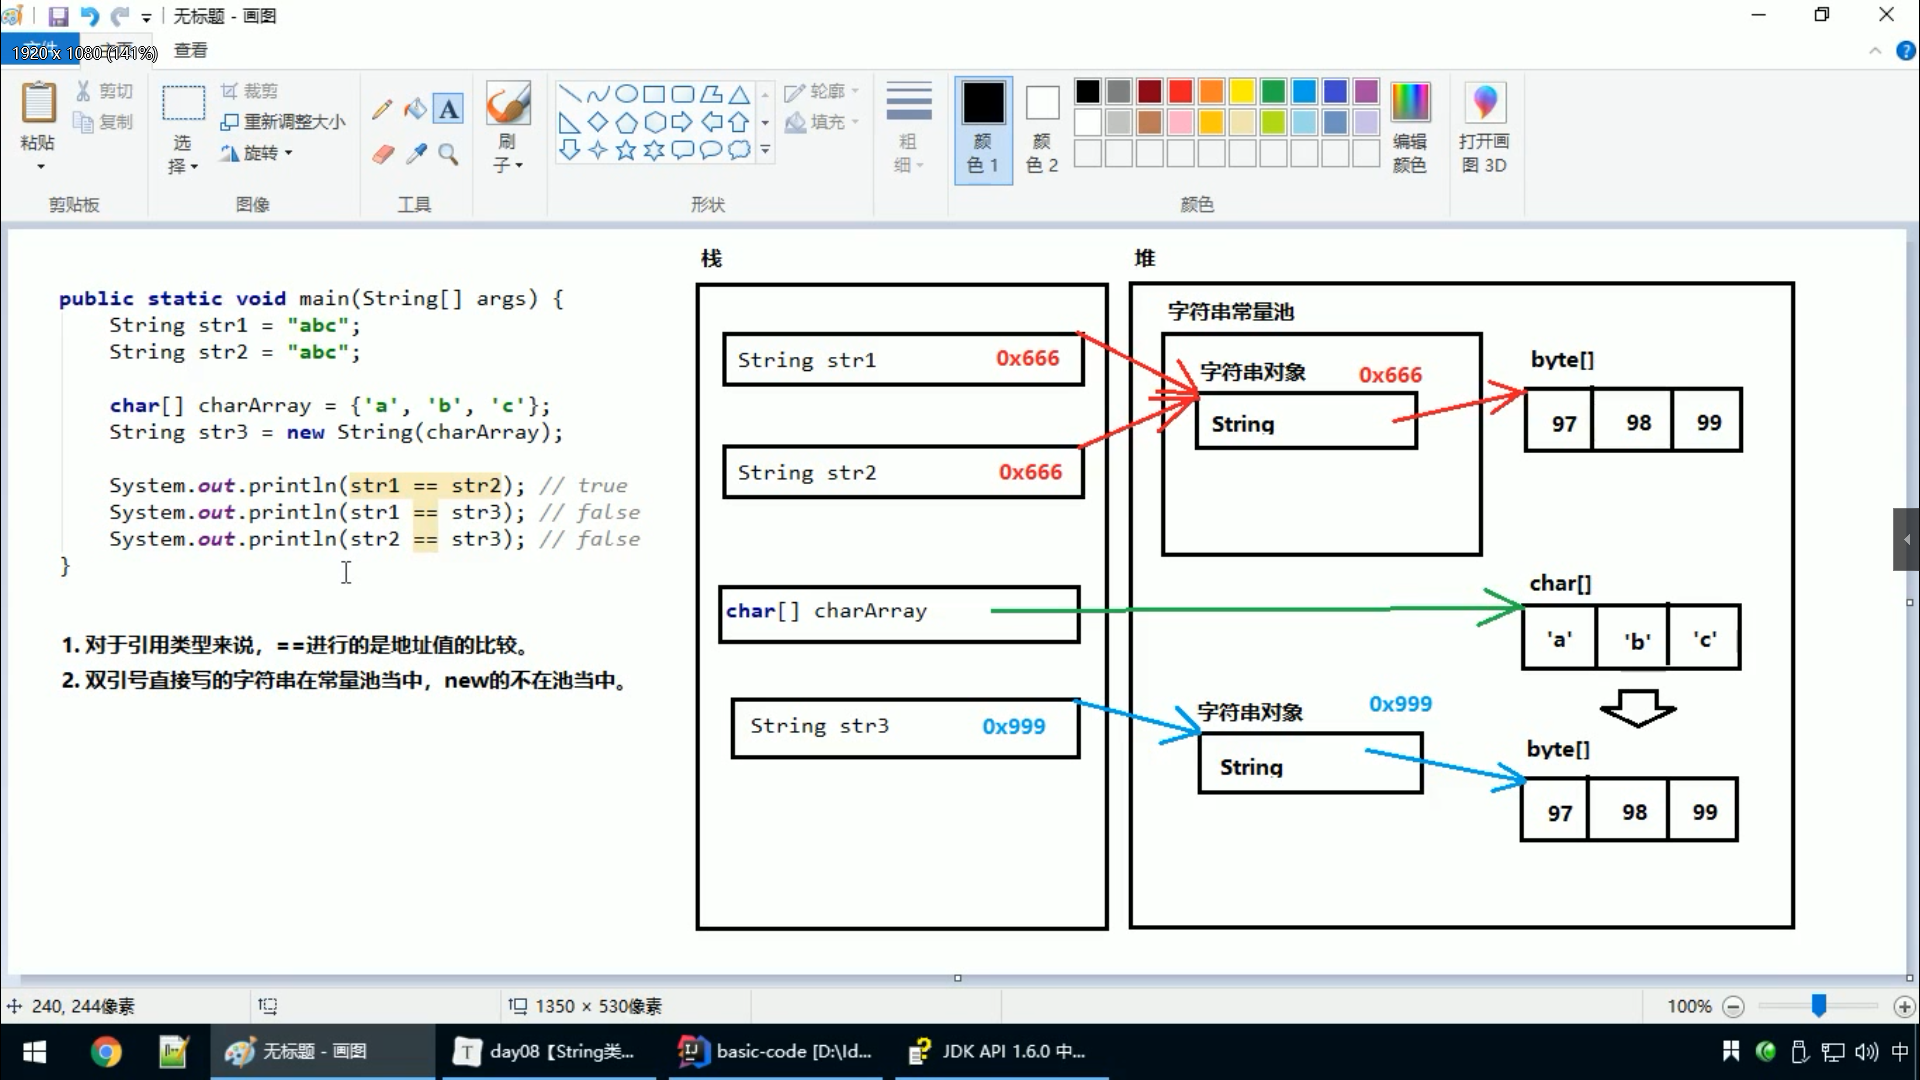 无标题 - 画图
1920 x 1080 (141%)
查看
粘贴
剪切
复制
剪贴板
选
择
裁剪
重新调整大小
旋转
图像
A
工具
刷
子
形状
轮廓
填充
粗
细
颜
色 1
颜
色 2
颜色
编辑
颜色
打开画
图 3D
public static void main(String[] args) {
String str1 = "abc";
String str2 = "abc";
char[] charArray = {'a', 'b', 'c'};
String str3 = new String(charArray);
System.out.println(str1 == str2); // true
System.out.println(str1 == str3); // false
System.out.println(str2 == str3); // false
}
1. 对于引用类型来说，==进行的是地址值的比较。
2. 双引号直接写的字符串在常量池当中，new的不在池当中。
栈
String str1 0x666
String str2 0x666
char[] charArray
String str3 0x999
堆
字符串常量池
字符串对象 0x666
String
byte[]
97 98 99
char[]
'a' 'b' 'c'
字符串对象 0x999
String
byte[]
97 98 99
240, 244像素
1350 × 530像素
100%
无标题 - 画图
T
day08【String类...
IJ
basic-code [D:\Id...
JDK API 1.6.0 中...
中